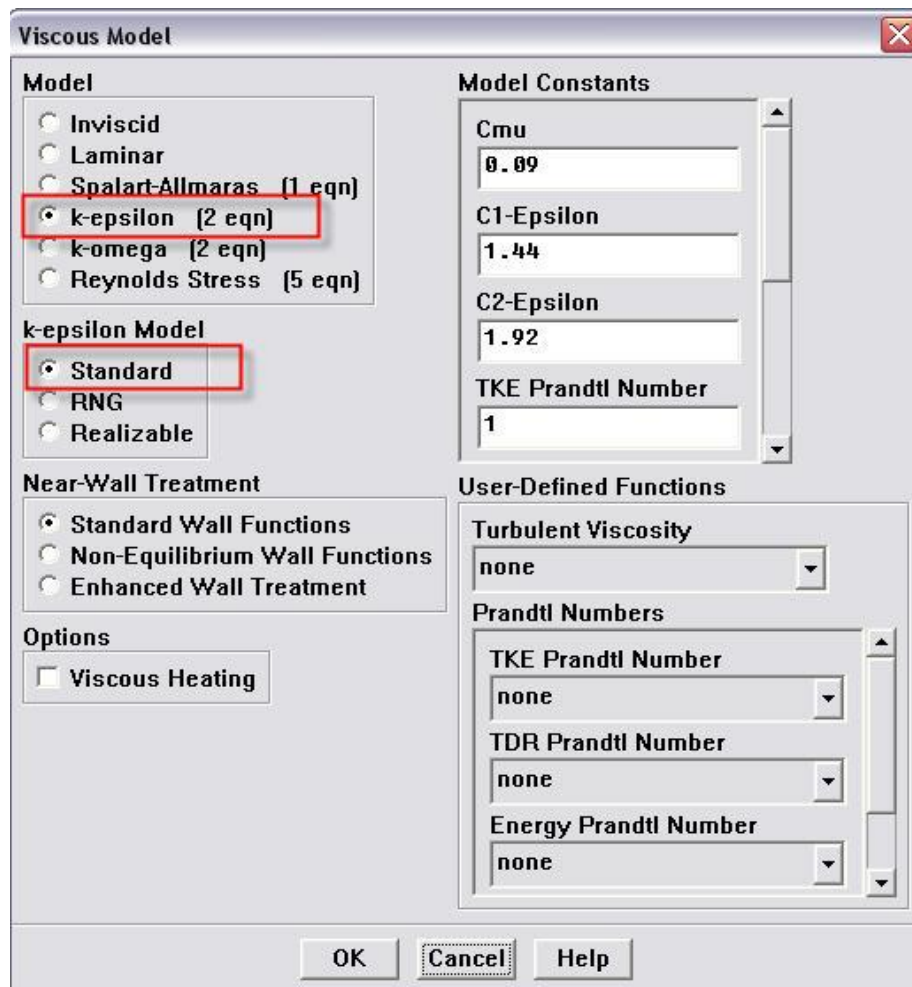 Viscous Model
Model
Inviscid
Laminar
Spalart-Allmaras (1 eqn)
k-epsilon (2 eqn)
k-omega (2 eqn)
Reynolds Stress (5 eqn)
k-epsilon Model
Standard
RNG
Realizable
Near-Wall Treatment
Standard Wall Functions
Non-Equilibrium Wall Functions
Enhanced Wall Treatment
Options
Viscous Heating
Model Constants
Cmu
0.09
C1-Epsilon
1.44
C2-Epsilon
1.92
TKE Prandtl Number
1
User-Defined Functions
Turbulent Viscosity
none
Prandtl Numbers
TKE Prandtl Number
none
TDR Prandtl Number
none
Energy Prandtl Number
none
OK
Cancel
Help